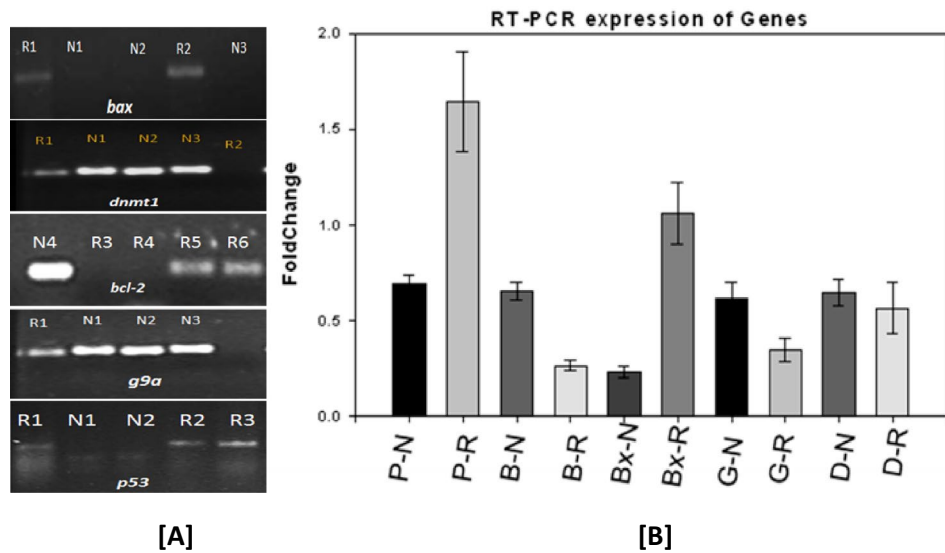 R1 N1 N2 R2 N3
bax
R1 N1 N2 N3 R2
dnmt1
N4 R3 R4 R5 R6
bcl-2
R1 N1 N2 N3
g9a
R1 N1 N2 R2 R3
p53
[A]
RT-PCR expression of Genes
FoldChange
2.0
1.5
1.0
0.5
0.0
P-N P-R B-N B-R Bx-N Bx-R G-N G-R D-N D-R
[B]